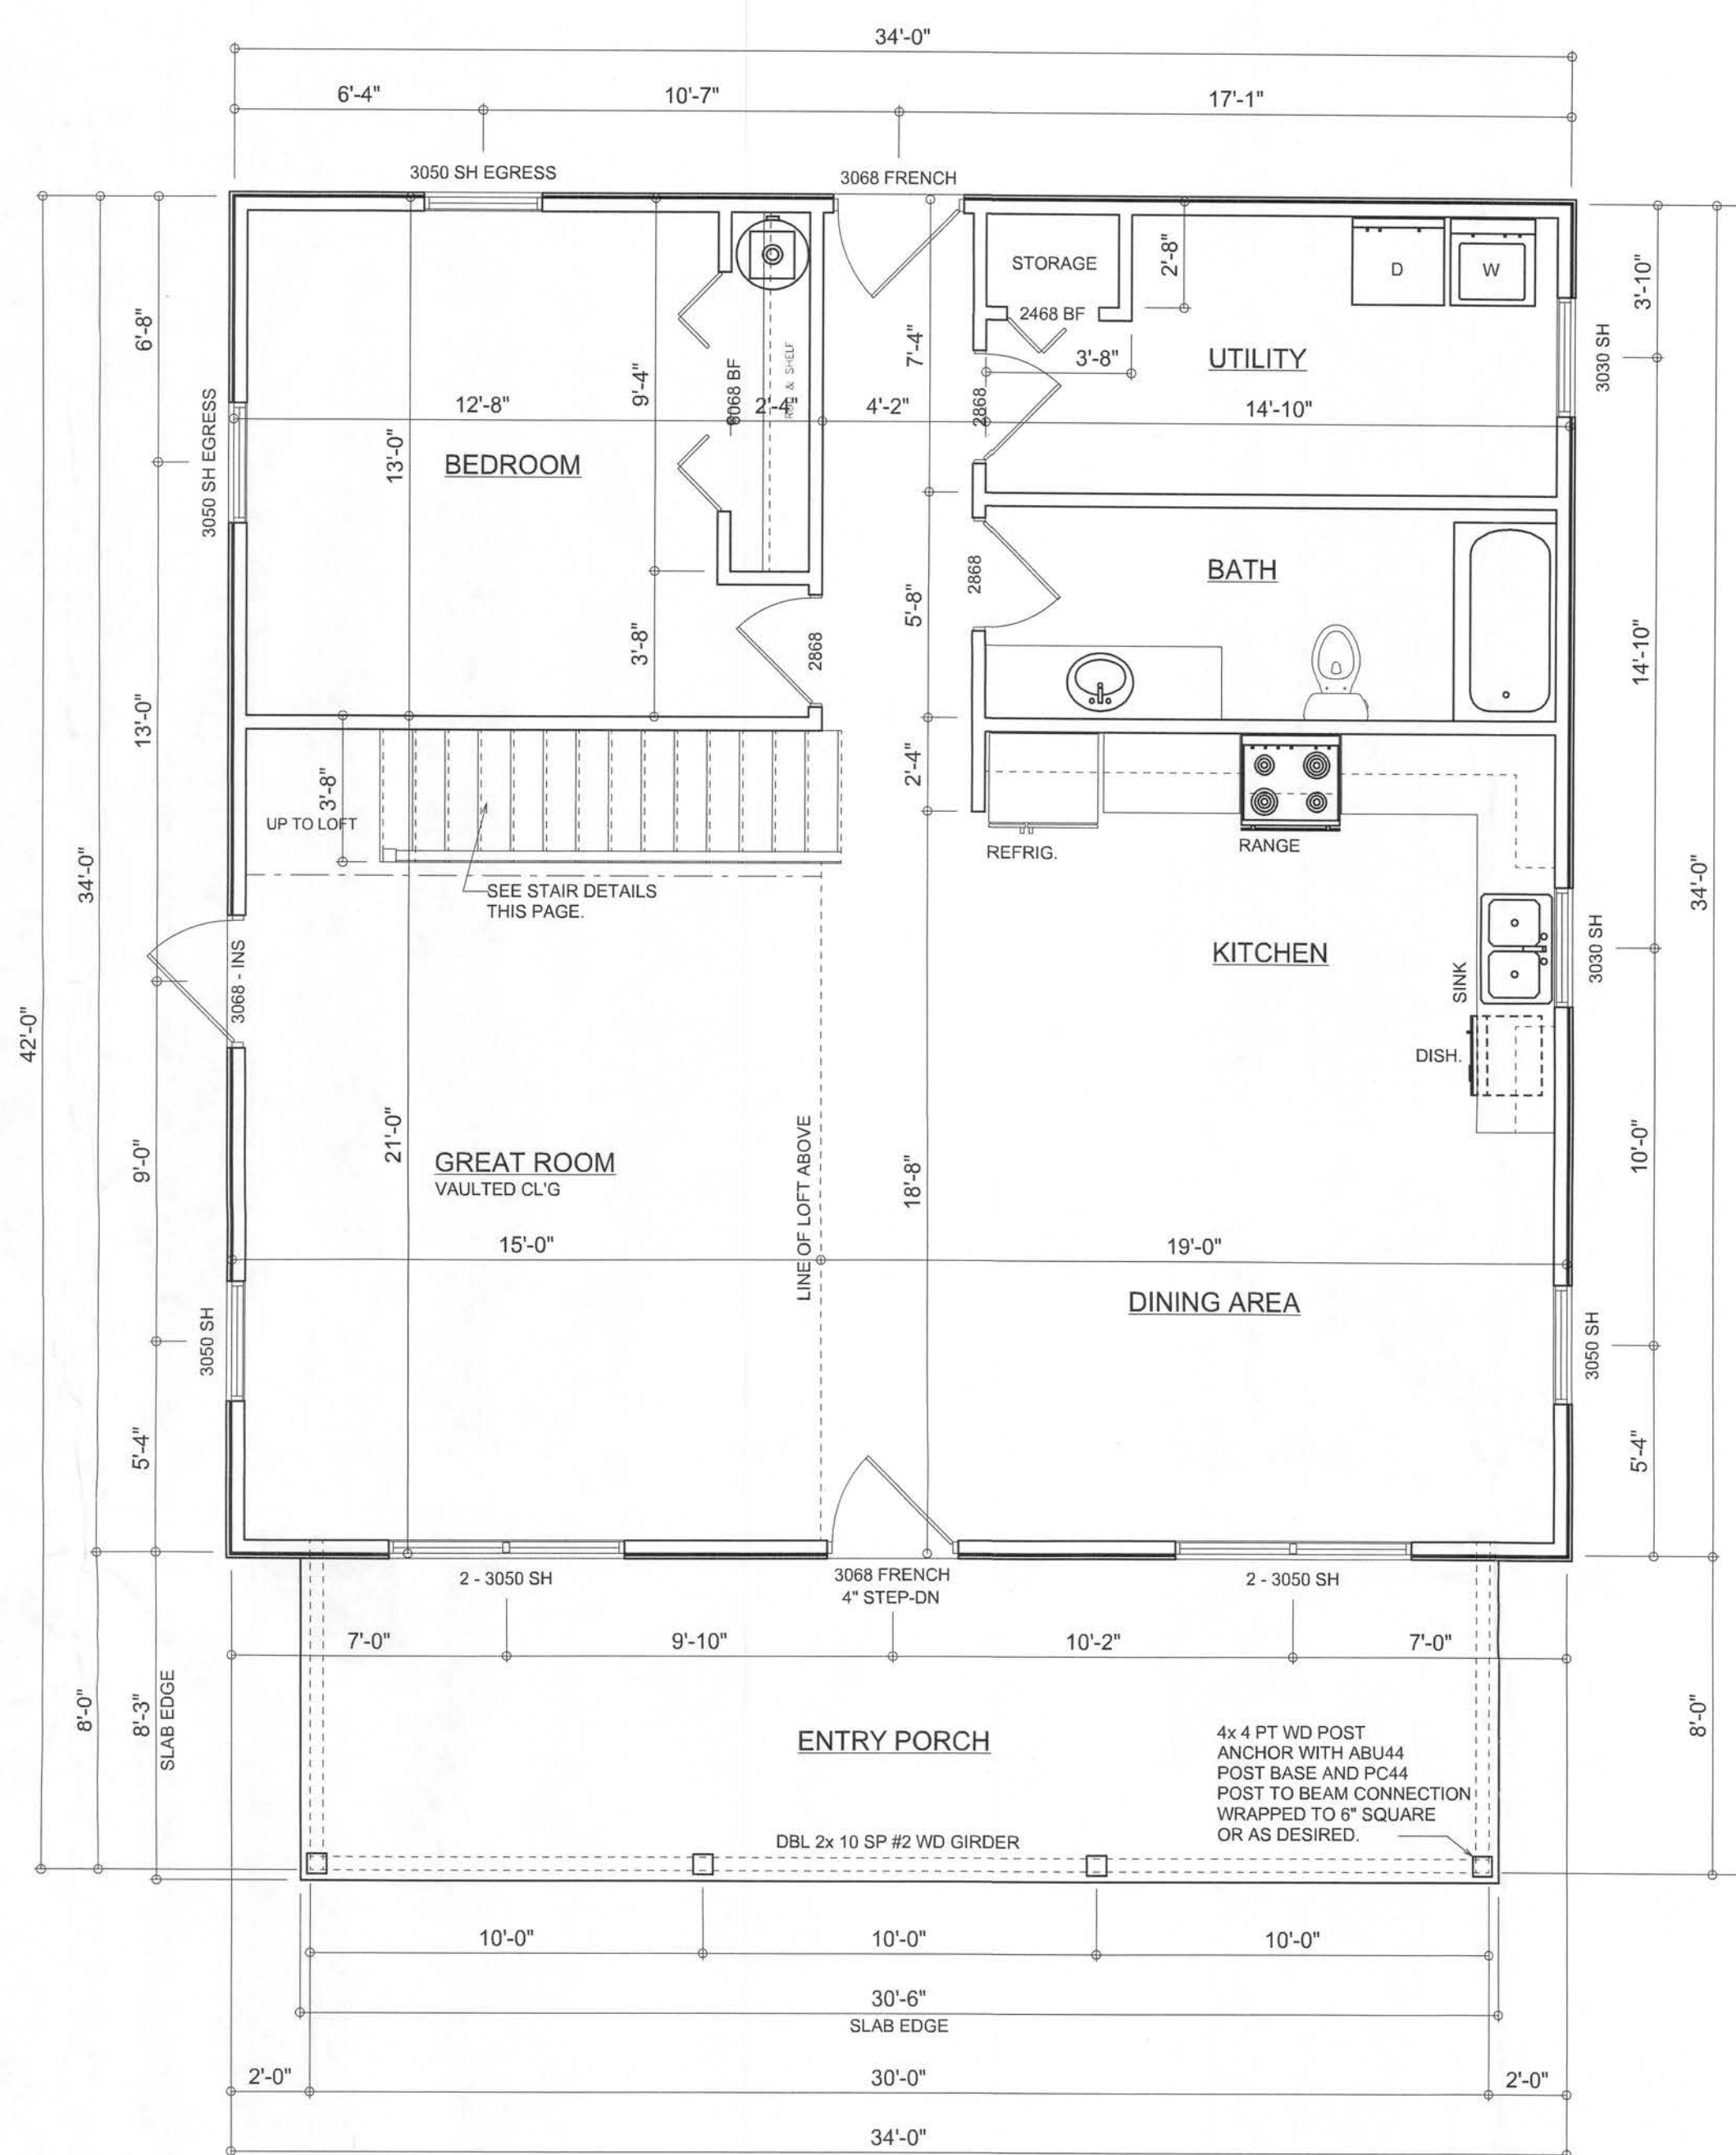 34'-0"
6'-4"
10'-7"
17'-1"
3050 SH EGRESS
3068 FRENCH
STORAGE
2'-8"
D
W
3'-10"
2468 BF
6'-8"
7'-4"
3'-8"
UTILITY
3030 SH
9'-4"
6068 BF
ROD & SHELF
3050 SH EGRESS
12'-8"
2'-4"
4'-2"
2868
14'-10"
13'-0"
BEDROOM
BATH
2868
5'-8"
3'-8"
2868
14'-10"
13'-0"
2'-4"
3'-8"
UP TO LOFT
REFRIG.
RANGE
34'-0"
34'-0"
SEE STAIR DETAILS
THIS PAGE.
3068 - INS
KITCHEN
3030 SH
SINK
42'-0"
DISH.
21'-0"
9'-0"
GREAT ROOM
VAULTED CL'G
LINE OF LOFT ABOVE
18'-8"
10'-0"
15'-0"
19'-0"
DINING AREA
3050 SH
3050 SH
5'-4"
5'-4"
2 - 3050 SH
3068 FRENCH
4" STEP-DN
2 - 3050 SH
7'-0"
9'-10"
10'-2"
7'-0"
8'-0"
8'-3"
SLAB EDGE
ENTRY PORCH
8'-0"
4x 4 PT WD POST
ANCHOR WITH ABU44
POST BASE AND PC44
POST TO BEAM CONNECTION
WRAPPED TO 6" SQUARE
OR AS DESIRED.
DBL 2x 10 SP #2 WD GIRDER
10'-0"
10'-0"
10'-0"
30'-6"
SLAB EDGE
2'-0"
30'-0"
2'-0"
34'-0"